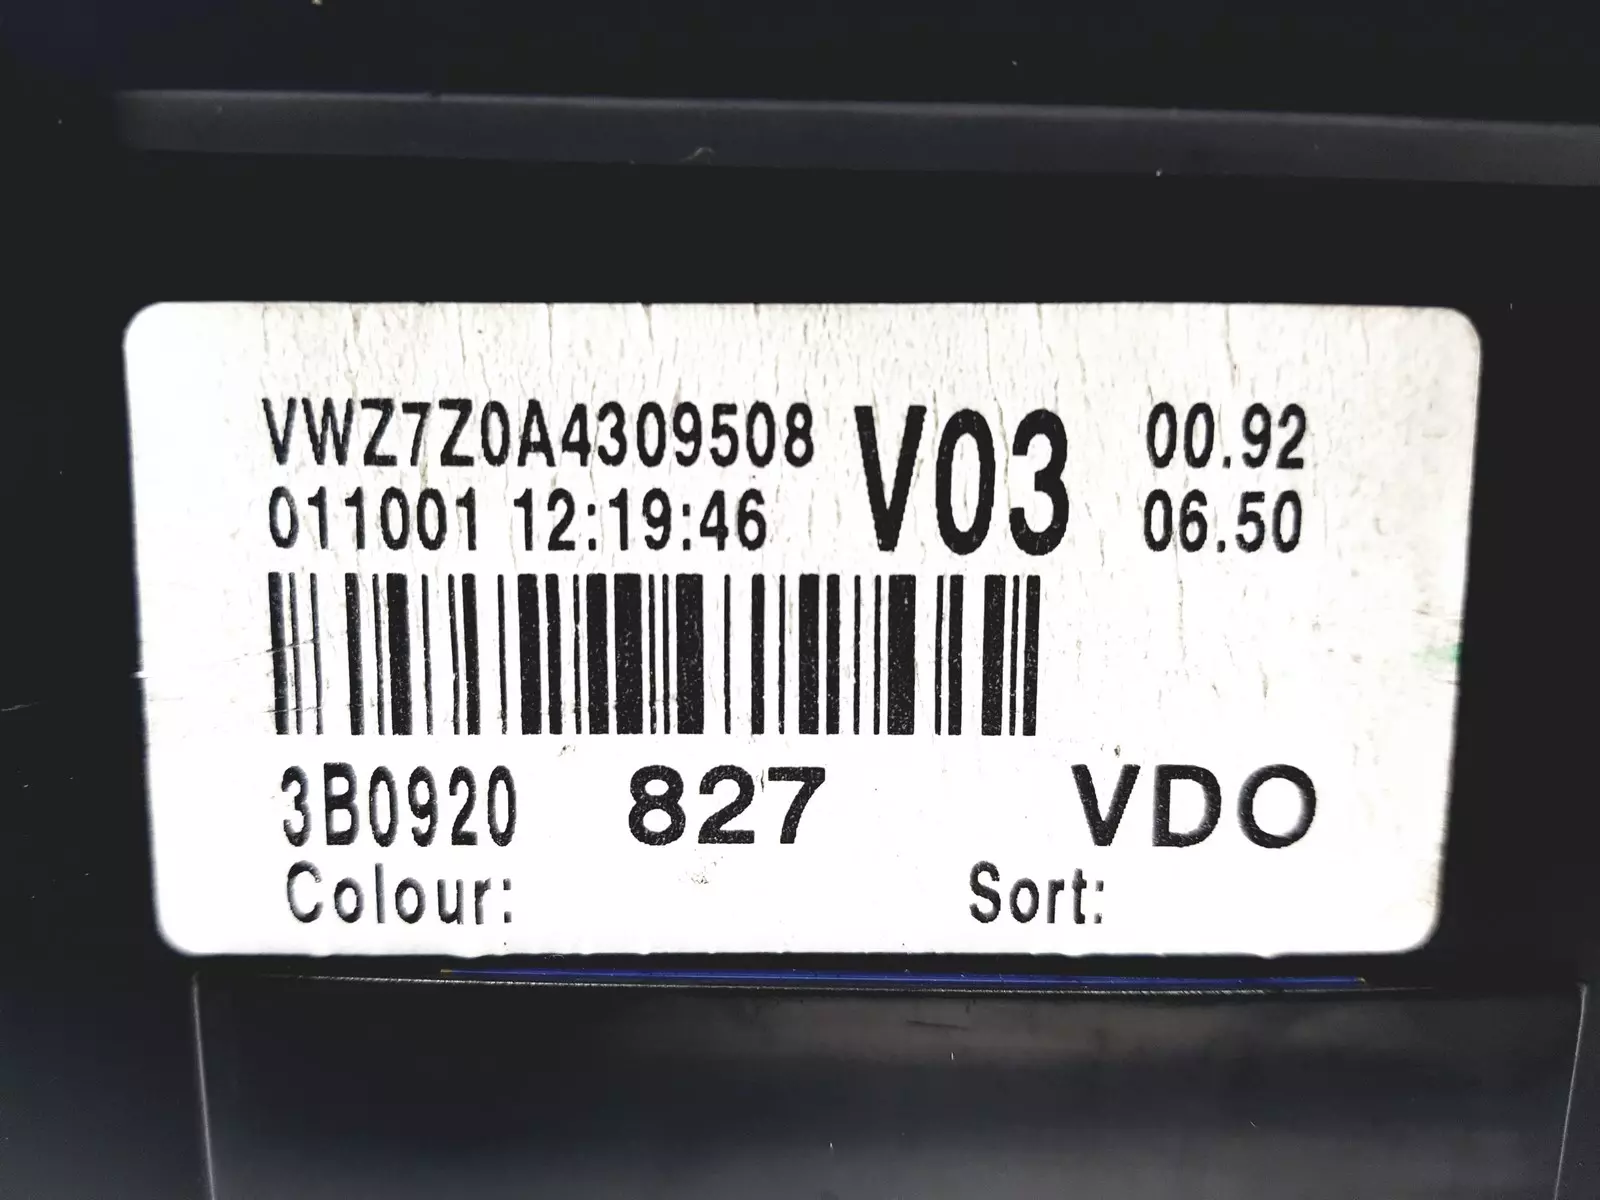 VWZ7Z0A4309508 V03 00.92
011001 12:19:46 06.50
3B0920 827 VDO
Colour: Sort: